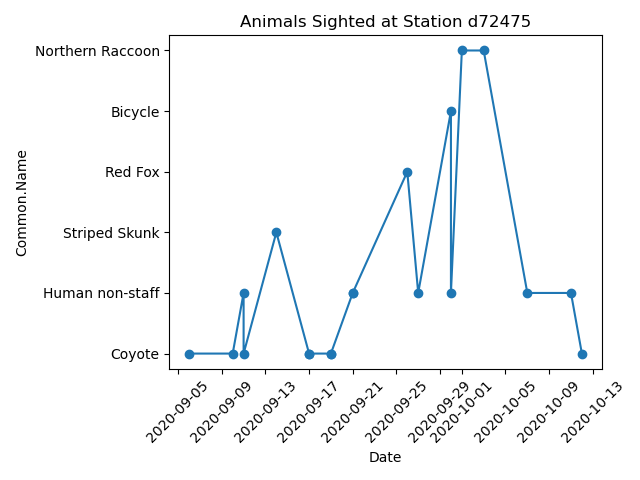 Animals Sighted at Station d72475
Northern Raccoon
Bicycle
Red Fox
Striped Skunk
Human non-staff
Coyote
Common.Name
2020-09-05
2020-09-09
2020-09-13
2020-09-17
2020-09-21
2020-09-25
2020-09-29
2020-10-01
2020-10-05
2020-10-09
2020-10-13
Date